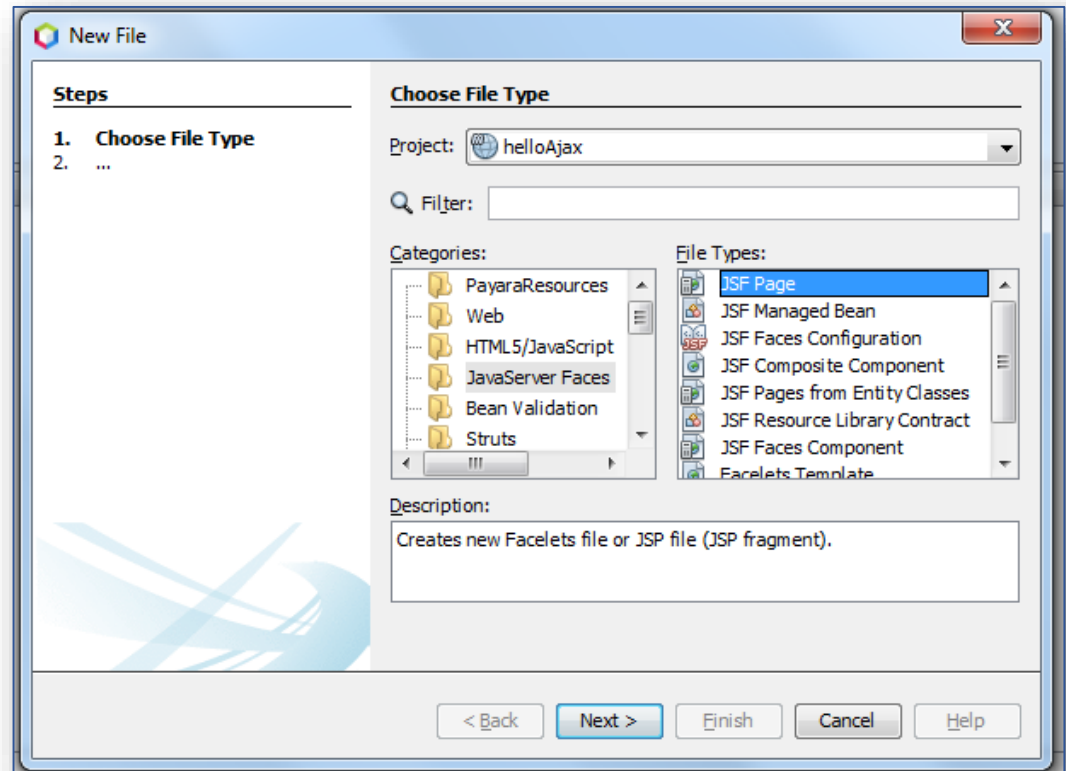 New File
X
Steps
1. Choose File Type
2. ...
Choose File Type
Project: helloAjax
Filter:
Categories:
PayaraResources
Web
HTML5/JavaScript
JavaServer Faces
Bean Validation
Struts
File Types:
JSF Page
JSF Managed Bean
JSF Faces Configuration
JSF Composite Component
JSF Pages from Entity Classes
JSF Resource Library Contract
JSF Faces Component
Facelets Template
Description:
Creates new Facelets file or JSP file (JSP fragment).
< Back Next > Finish Cancel Help